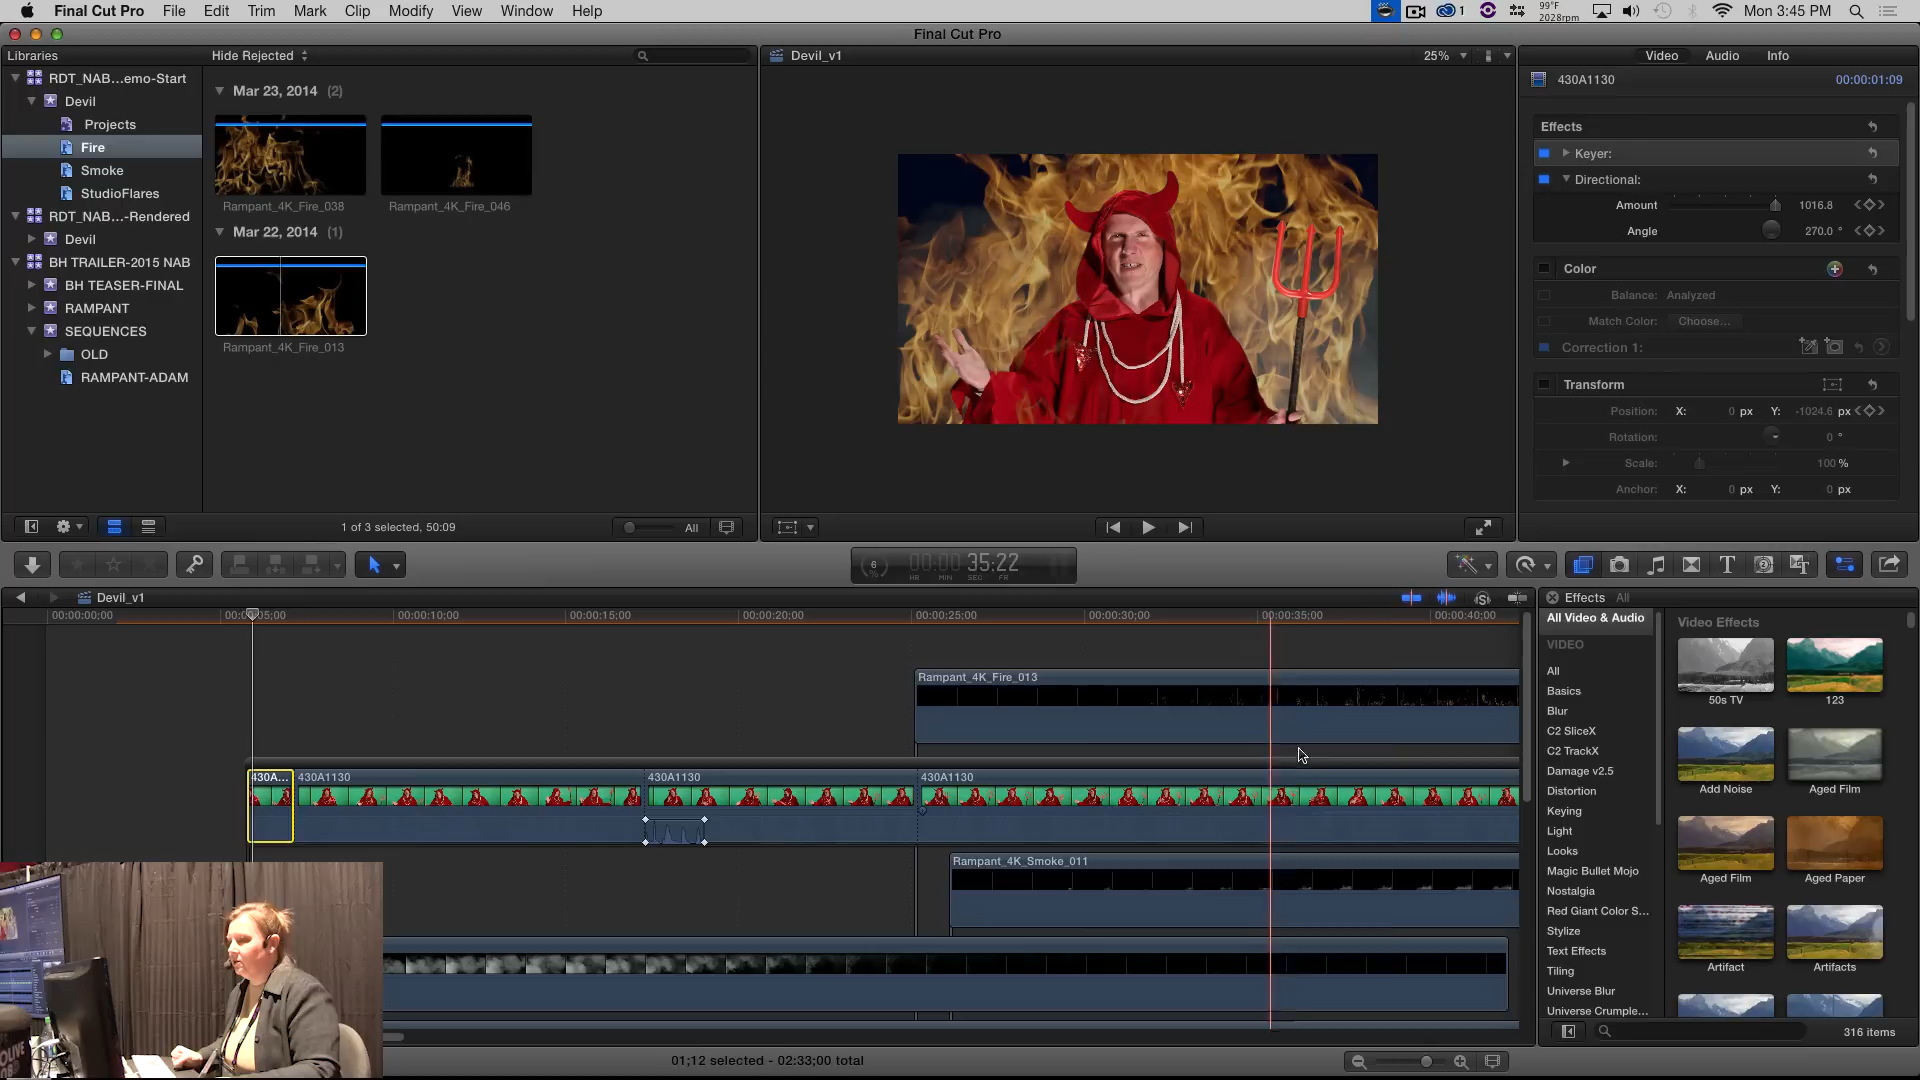 Final Cut Pro File Edit Trim Mark Clip Modify View Window Help
1 99°F 2028rpm Mon 3:45 PM
Final Cut Pro
Libraries
Hide Rejected
RDT_NAB...emo-Start
Devil
Projects
Fire
Smoke
StudioFlares
RDT_NAB...-Rendered
Devil
BH TRAILER-2015 NAB
BH TEASER-FINAL
RAMPANT
SEQUENCES
OLD
RAMPANT-ADAM
Mar 23, 2014 (2)
Rampant_4K_Fire_038
Rampant_4K_Fire_046
Mar 22, 2014 (1)
Rampant_4K_Fire_013
1 of 3 selected, 50:09
All
Devil_v1
25%
Video Audio Info
430A1130
00:00:01:09
Effects
Keyer:
Directional:
Amount 1016.8
Angle 270.0 °
Color
Balance: Analyzed
Match Color: Choose...
Correction 1:
Transform
Position: X: 0 px Y: -1024.6 px
Rotation: 0 °
Scale: 100 %
Anchor: X: 0 px Y: 0 px
6 %
00:00:35:22
HR MIN SEC FR
Devil_v1
00:00:00;00
00:00:05;00
00:00:10;00
00:00:15;00
00:00:20;00
00:00:25;00
00:00:30;00
00:00:35;00
00:00:40;00
Rampant_4K_Fire_013
430A...
430A1130
430A1130
430A1130
Rampant_4K_Smoke_011
01;12 selected - 02:33;00 total
Effects All
All Video & Audio
VIDEO
All
Basics
Blur
C2 SliceX
C2 TrackX
Damage v2.5
Distortion
Keying
Light
Looks
Magic Bullet Mojo
Nostalgia
Red Giant Color S...
Stylize
Text Effects
Tiling
Universe Blur
Universe Crumple...
Video Effects
50s TV
123
Add Noise
Aged Film
Aged Film
Aged Paper
Artifact
Artifacts
316 items